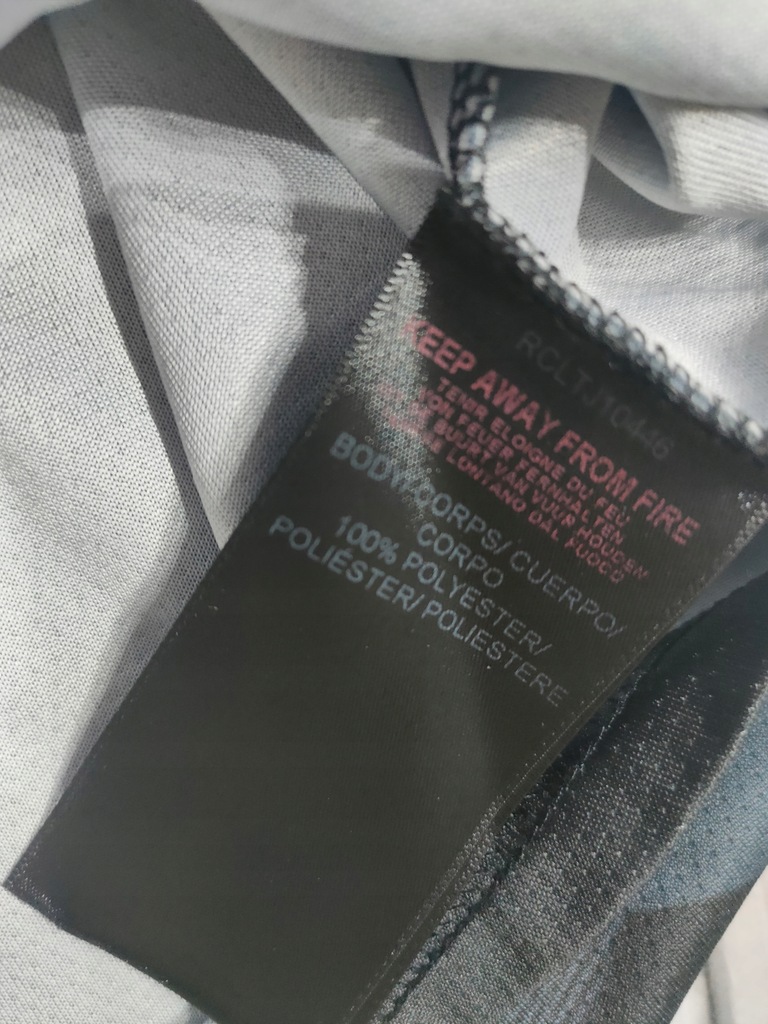 RCLTJ10446
KEEP AWAY FROM FIRE
TENIR ELOIGNE DU FEU
VON FEUER FERNHALTEN
BUURT VAN VUUR HOUDEN
LONTANO DAL FUOCO
BODY/CORPS/CUERPO/
CORPO
100% POLYESTER/
POLIÉSTER/POLIESTERE